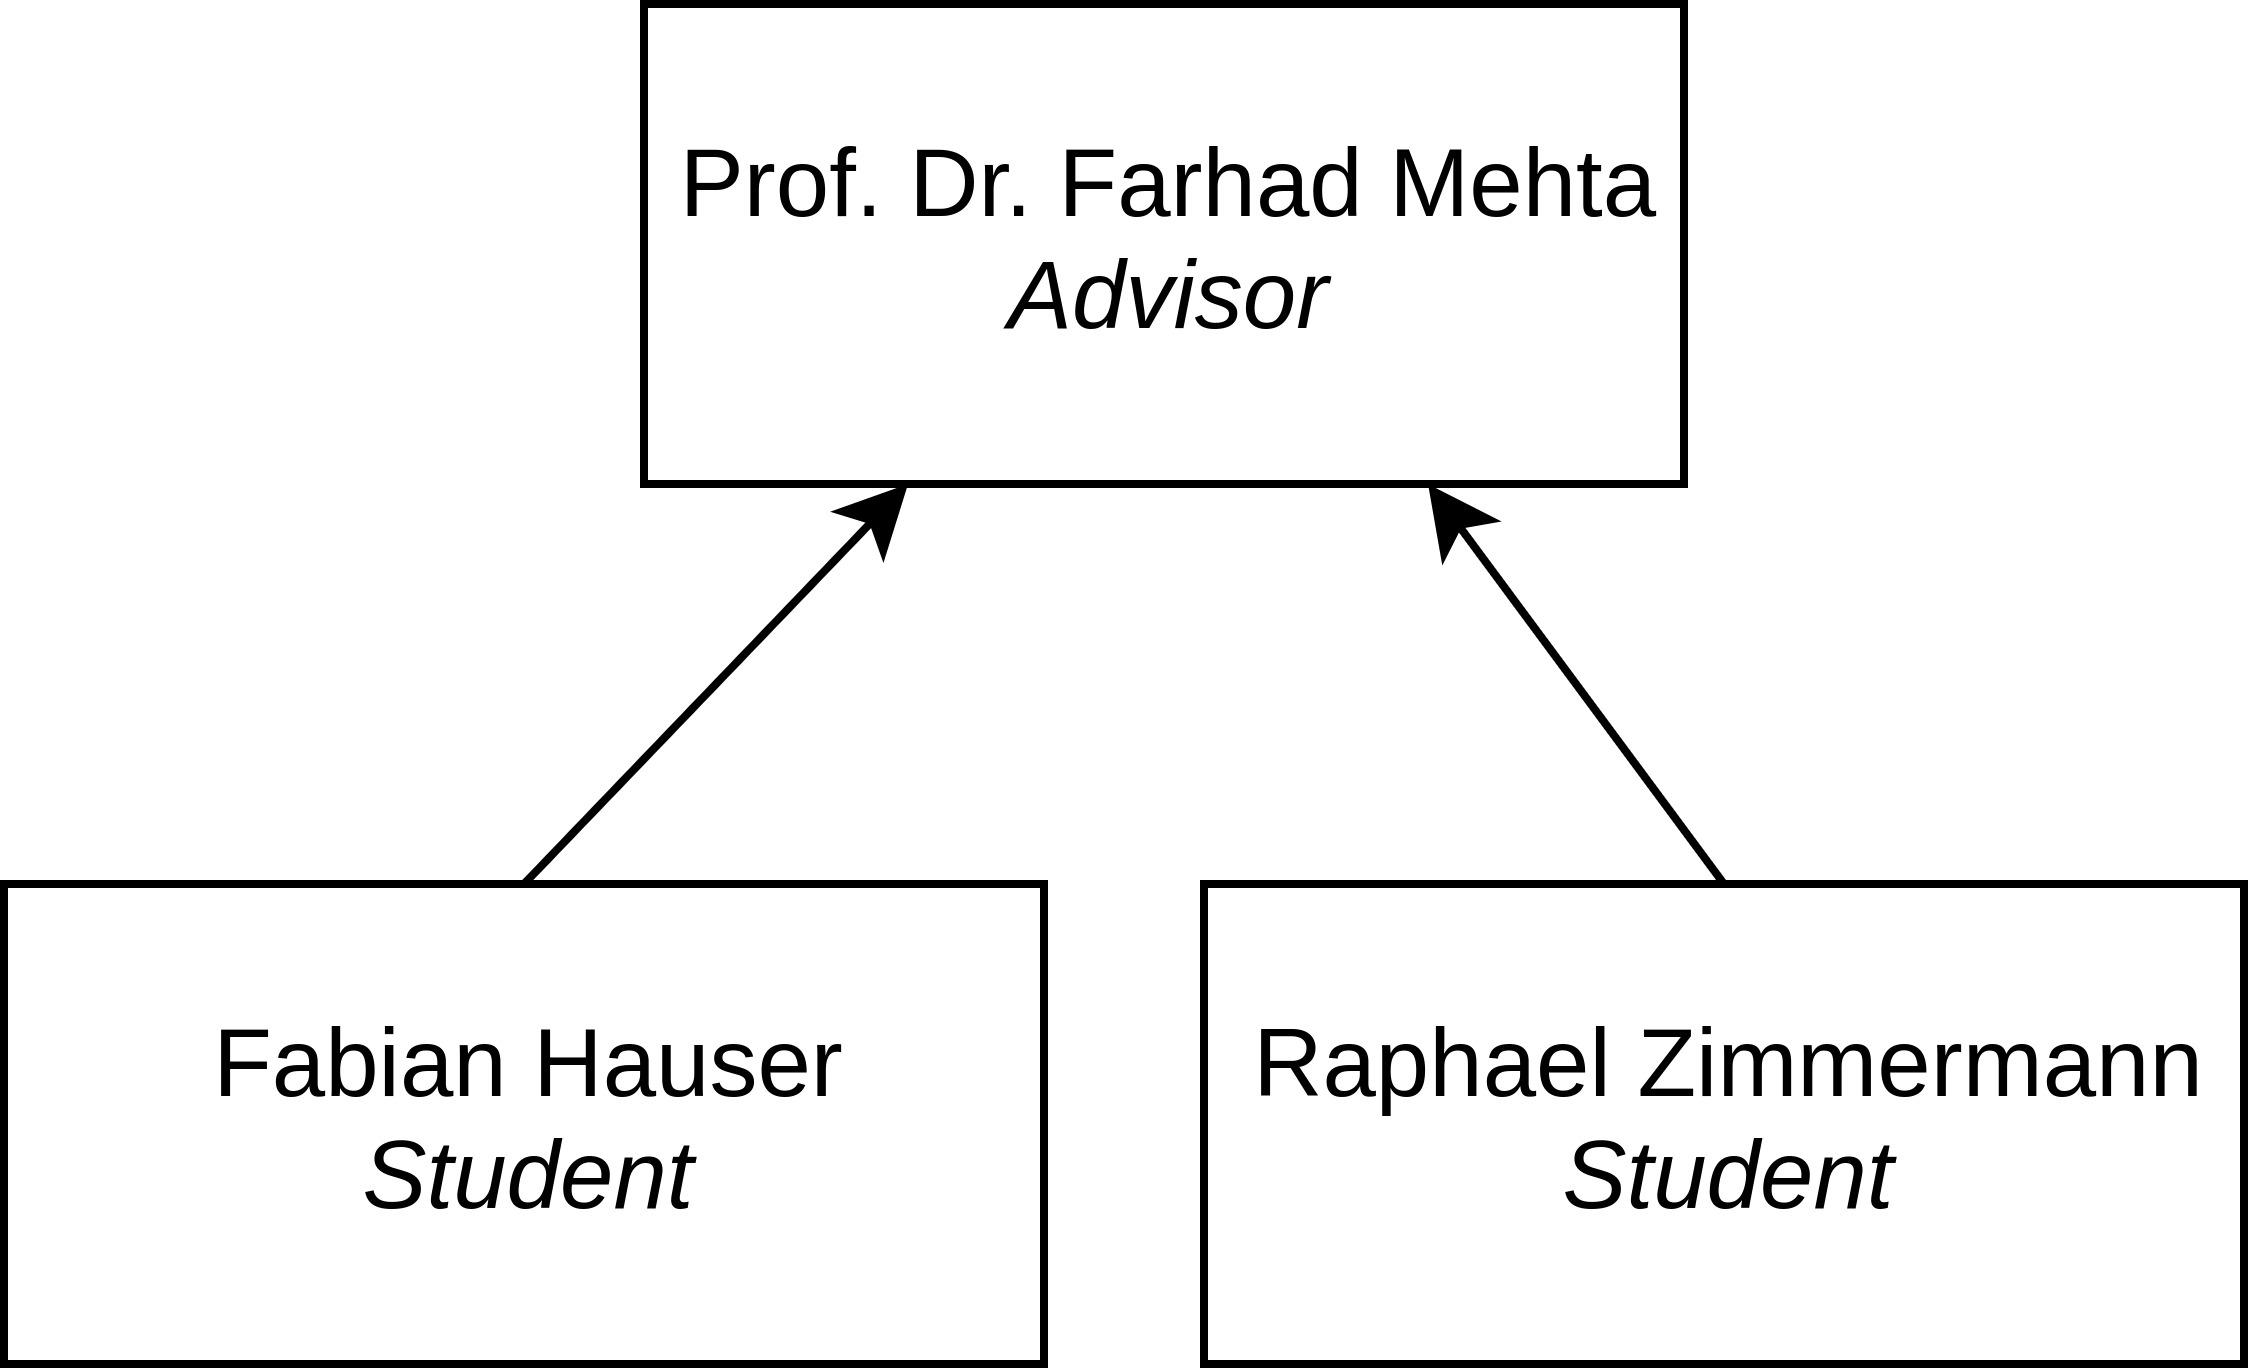 Prof. Dr. Farhad Mehta
Advisor
Fabian Hauser
Student
Raphael Zimmermann
Student